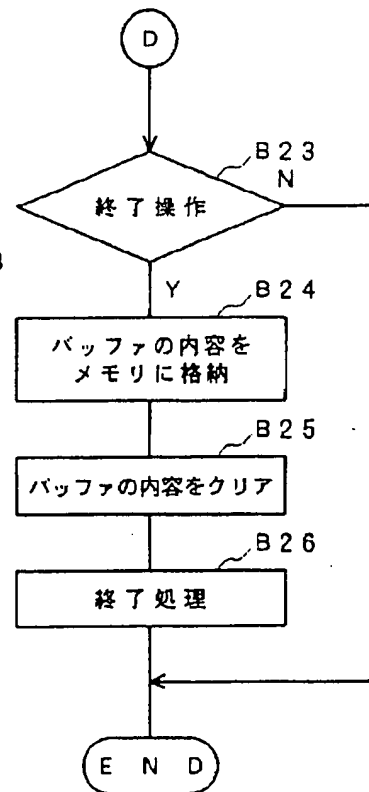 D
B23
終了操作
N
Y
B24
バッファの内容を
メモリに格納
B25
バッファの内容をクリア
B26
終了処理
END